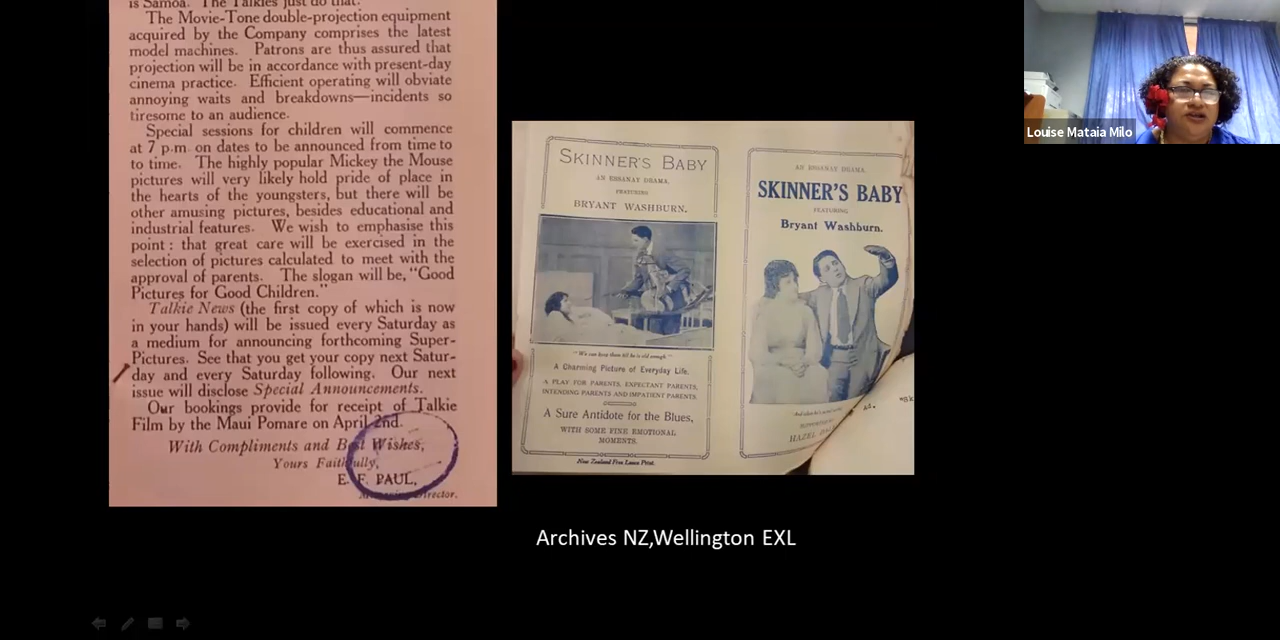 is Samoa. The Talkies just do that.
The Movie-Tone double-projection equipment
acquired by the Company comprises the latest
model machines. Patrons are thus assured that
projection will be in accordance with present-day
cinema practice. Efficient operating will obviate
annoying waits and breakdowns—incidents so
tiresome to an audience.
Special sessions for children will commence
at 7 p.m. on dates to be announced from time to
to time. The highly popular Mickey the Mouse
pictures will very likely hold pride of place in
the hearts of the youngsters, but there will be
other amusing pictures, besides educational and
industrial features. We wish to emphasise this
point: that great care will be exercised in the
selection of pictures calculated to meet with the
approval of parents. The slogan will be, "Good
Pictures for Good Children."
Talkie News (the first copy of which is now
in your hands) will be issued every Saturday as
a medium for announcing forthcoming Super-
Pictures. See that you get your copy next Satur-
day and every Saturday following. Our next
issue will disclose Special Announcements.
Our bookings provide for receipt of Talkie
Film by the Maui Pomare on April 2nd.
With Compliments and Best Wishes,
Yours Faithfully,
E. F. PAUL,
Managing Director.
SKINNER'S BABY
AN ESSANAY DRAMA.
FEATURING
BRYANT WASHBURN.
"We can keep them till he is old enough."
A Charming Picture of Everyday Life.
A PLAY FOR PARENTS, EXPECTANT PARENTS,
INTENDING PARENTS AND IMPATIENT PARENTS.
A Sure Antidote for the Blues,
WITH SOME FINE EMOTIONAL
MOMENTS.
New Zealand Free Lance Print.
AN ESSANAY DRAMA.
SKINNER'S BABY
FEATURING
Bryant Washburn.
HAZEL
Archives NZ,Wellington EXL
Louise Mataia Milo